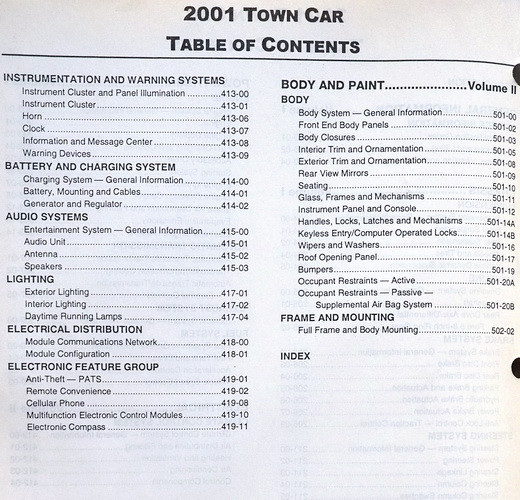 2001 TOWN CAR
TABLE OF CONTENTS
INSTRUMENTATION AND WARNING SYSTEMS
Instrument Cluster and Panel Illumination ............413-00
Instrument Cluster..............................................413-01
Horn ..................................................................413-06
Clock .................................................................413-07
Information and Message Center ........................413-08
Warning Devices................................................413-09
BATTERY AND CHARGING SYSTEM
Charging System — General Information .............414-00
Battery, Mounting and Cables..............................414-01
Generator and Regulator ....................................414-02
AUDIO SYSTEMS
Entertainment System — General Information......415-00
Audio Unit..........................................................415-01
Antenna .............................................................415-02
Speakers ...........................................................415-03
LIGHTING
Exterior Lighting .................................................417-01
Interior Lighting ..................................................417-02
Daytime Running Lamps .....................................417-04
ELECTRICAL DISTRIBUTION
Module Communications Network........................418-00
Module Configuration .........................................418-01
ELECTRONIC FEATURE GROUP
Anti-Theft — PATS..............................................419-01
Remote Convenience .........................................419-02
Cellular Phone ...................................................419-08
Multifunction Electronic Control Modules..............419-10
Electronic Compass ...........................................419-11
BODY AND PAINT........................Volume II
BODY
Body System — General Information...................501-00
Front End Body Panels .......................................501-02
Body Closures ...................................................501-03
Interior Trim and Ornamentation..........................501-05
Exterior Trim and Ornamentation.........................501-08
Rear View Mirrors ..............................................501-09
Seating..............................................................501-10
Glass, Frames and Mechanisms .........................501-11
Instrument Panel and Console............................501-12
Handles, Locks, Latches and Mechanisms .........501-14A
Keyless Entry/Computer Operated Locks...........501-14B
Wipers and Washers..........................................501-16
Roof Opening Panel...........................................501-17
Bumpers............................................................501-19
Occupant Restraints — Active..........................501-20A
Occupant Restraints — Passive —
Supplemental Air Bag System ....................501-20B
FRAME AND MOUNTING
Full Frame and Body Mounting...........................502-02
INDEX